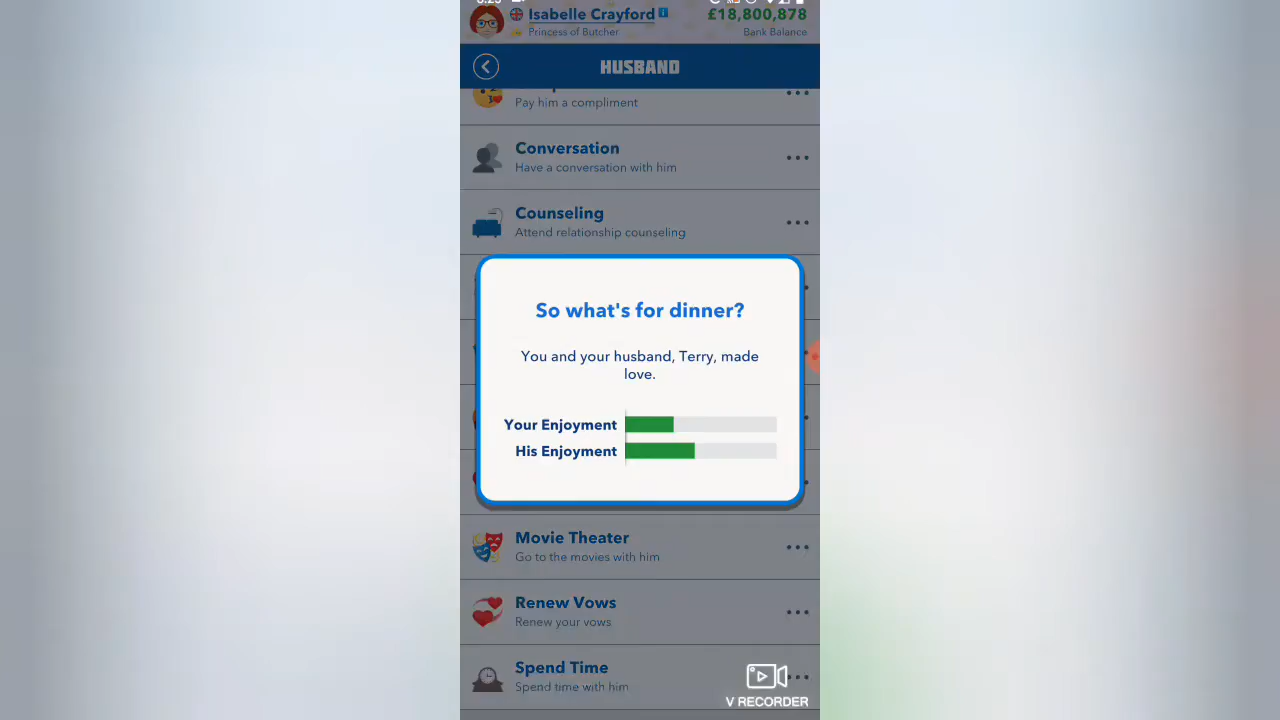 Isabelle Crayford
£18,800,878
Princess of Butcher
Bank Balance
HUSBAND
Pay him a compliment
Conversation
Have a conversation with him
Counseling
Attend relationship counseling
So what's for dinner?
You and your husband, Terry, made
love.
Your Enjoyment
His Enjoyment
Movie Theater
Go to the movies with him
Renew Vows
Renew your vows
Spend Time
Spend time with him
V RECORDER